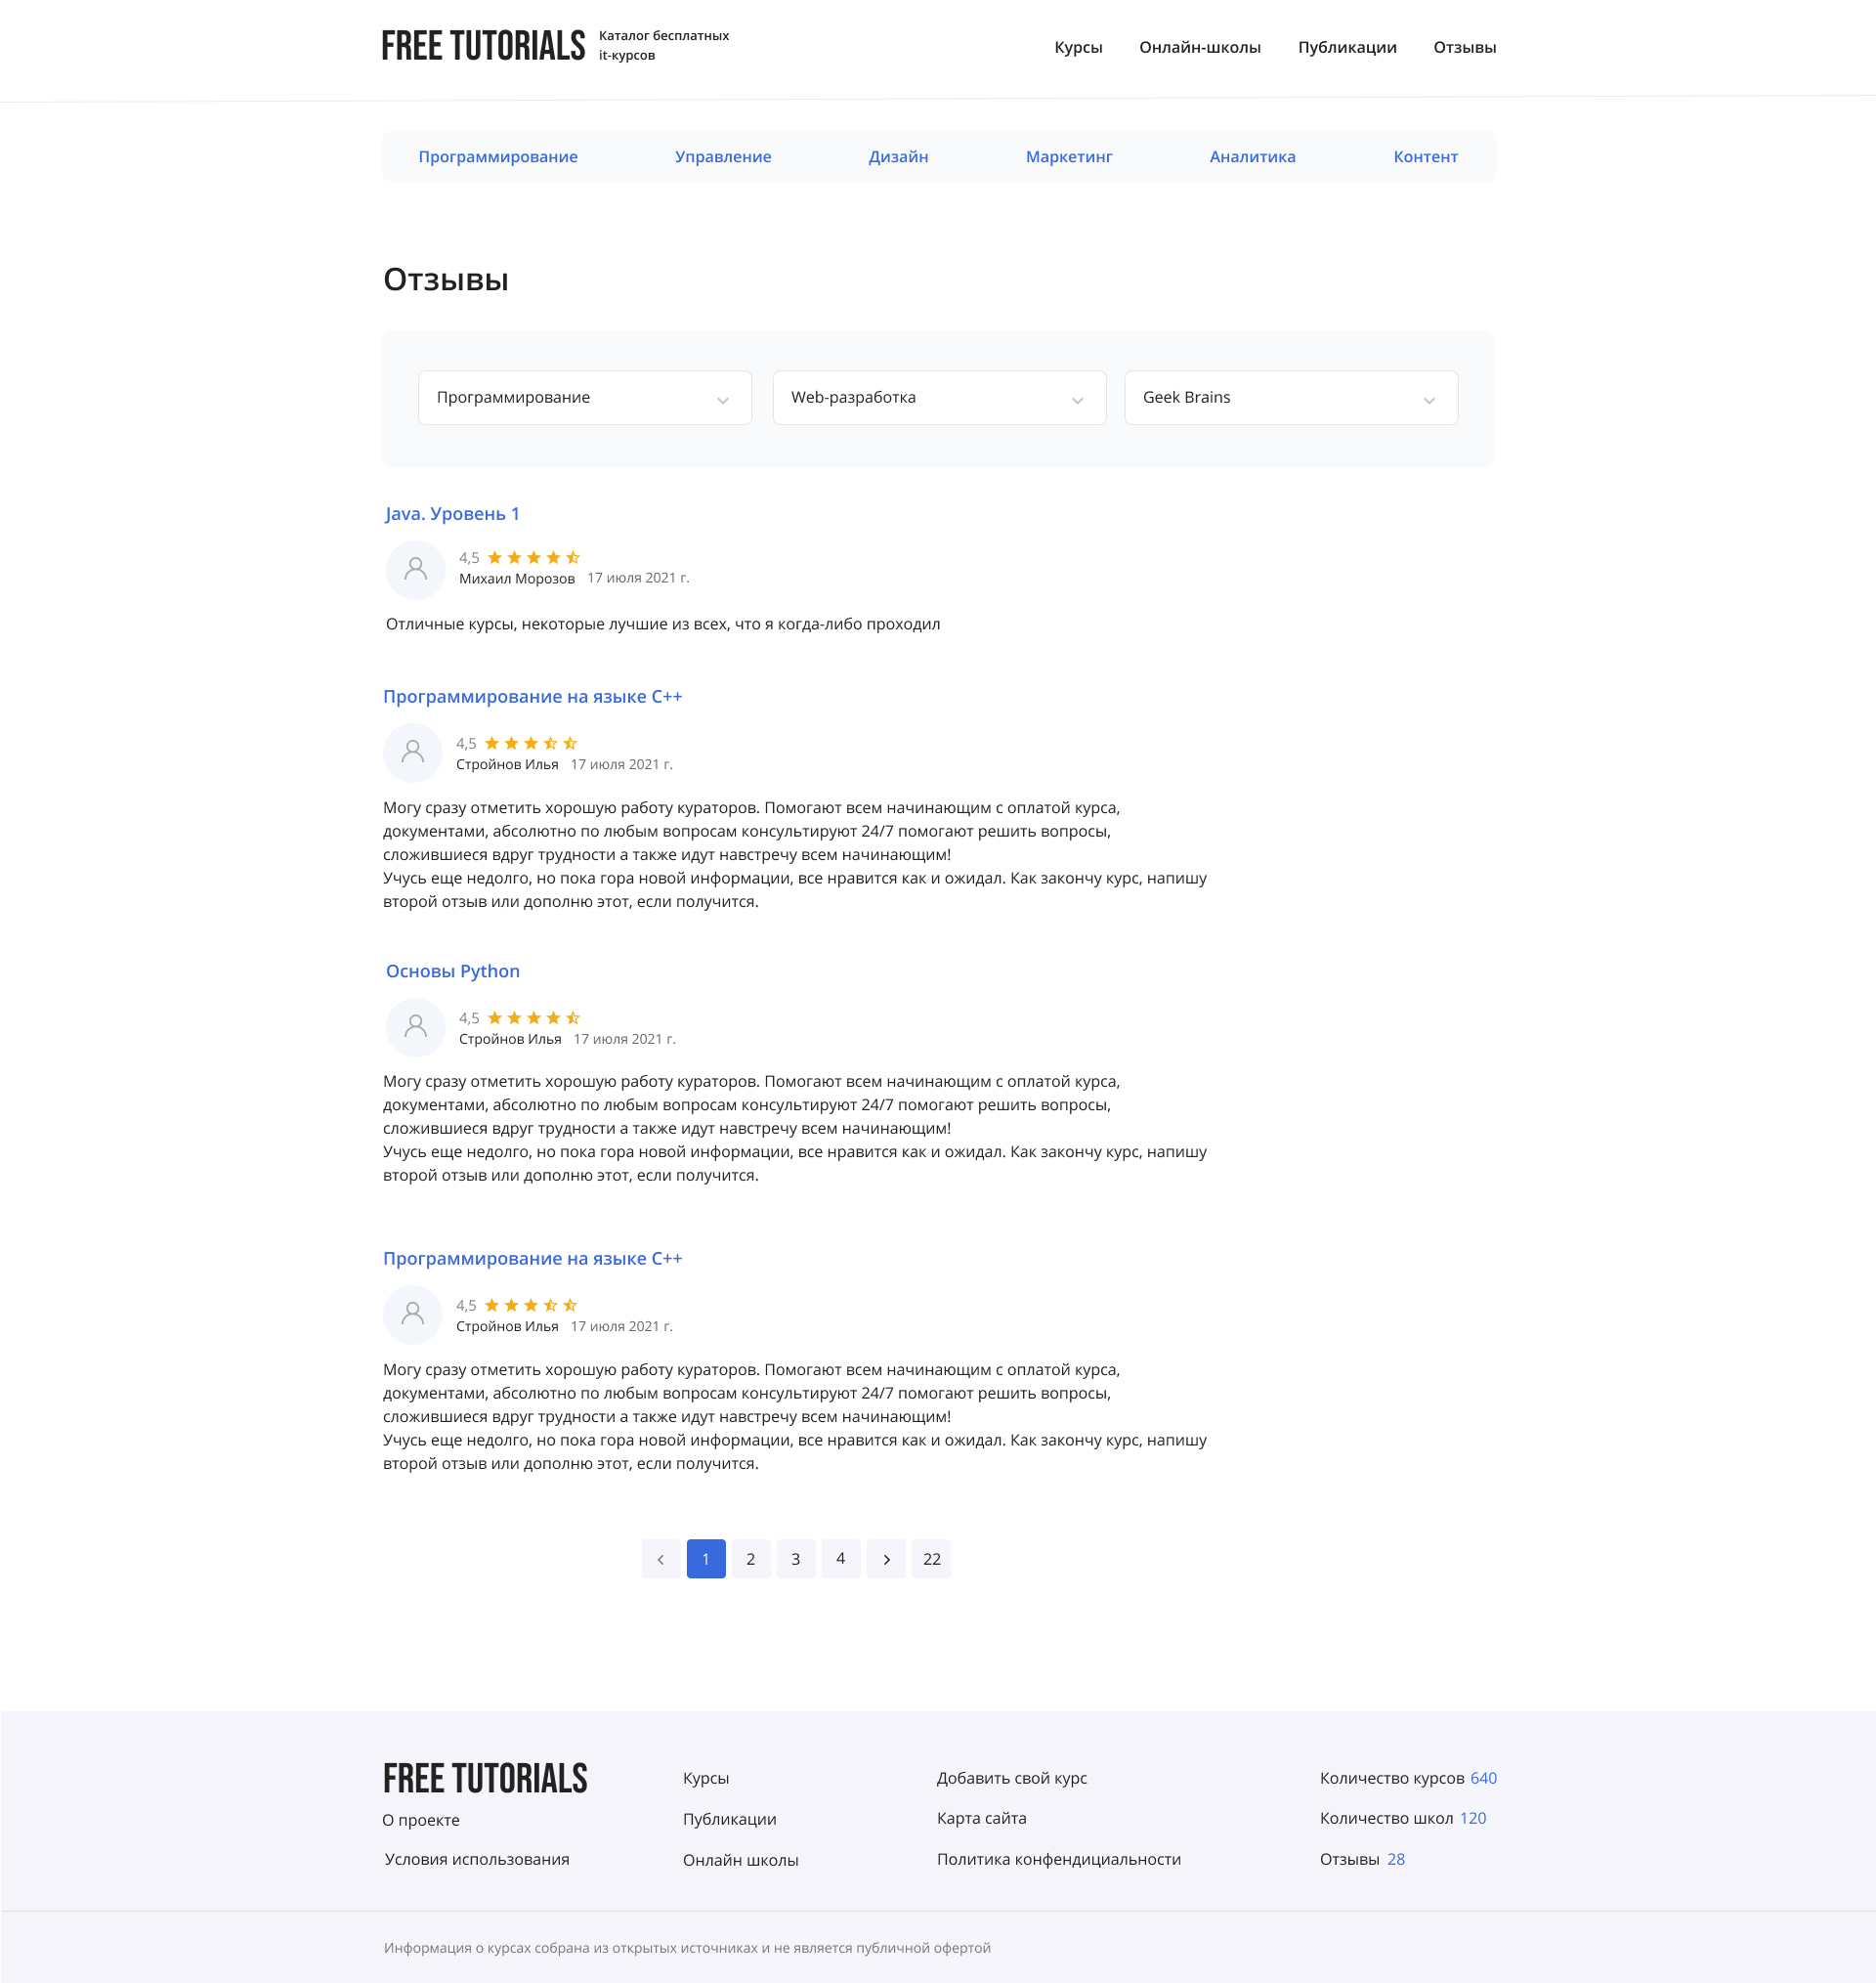 FREE TUTORIALS
Каталог бесплатных
it-курсов
Курсы Онлайн-школы Публикации Отзывы
Программирование Управление Дизайн Маркетинг Аналитика Контент
Отзывы
Программирование Web-разработка Geek Brains
Java. Уровень 1
4,5
Михаил Морозов 17 июля 2021 г.
Отличные курсы, некоторые лучшие из всех, что я когда-либо проходил
Программирование на языке C++
4,5
Стройнов Илья 17 июля 2021 г.
Могу сразу отметить хорошую работу кураторов. Помогают всем начинающим с оплатой курса,
документами, абсолютно по любым вопросам консультируют 24/7 помогают решить вопросы,
сложившиеся вдруг трудности а также идут навстречу всем начинающим!
Учусь еще недолго, но пока гора новой информации, все нравится как и ожидал. Как закончу курс, напишу
второй отзыв или дополню этот, если получится.
Основы Python
4,5
Стройнов Илья 17 июля 2021 г.
Могу сразу отметить хорошую работу кураторов. Помогают всем начинающим с оплатой курса,
документами, абсолютно по любым вопросам консультируют 24/7 помогают решить вопросы,
сложившиеся вдруг трудности а также идут навстречу всем начинающим!
Учусь еще недолго, но пока гора новой информации, все нравится как и ожидал. Как закончу курс, напишу
второй отзыв или дополню этот, если получится.
Программирование на языке C++
4,5
Стройнов Илья 17 июля 2021 г.
Могу сразу отметить хорошую работу кураторов. Помогают всем начинающим с оплатой курса,
документами, абсолютно по любым вопросам консультируют 24/7 помогают решить вопросы,
сложившиеся вдруг трудности а также идут навстречу всем начинающим!
Учусь еще недолго, но пока гора новой информации, все нравится как и ожидал. Как закончу курс, напишу
второй отзыв или дополню этот, если получится.
1 2 3 4 22
FREE TUTORIALS
О проекте
Условия использования
Курсы
Публикации
Онлайн школы
Добавить свой курс
Карта сайта
Политика конфендициальности
Количество курсов 640
Количество школ 120
Отзывы 28
Информация о курсах собрана из открытых источниках и не является публичной офертой